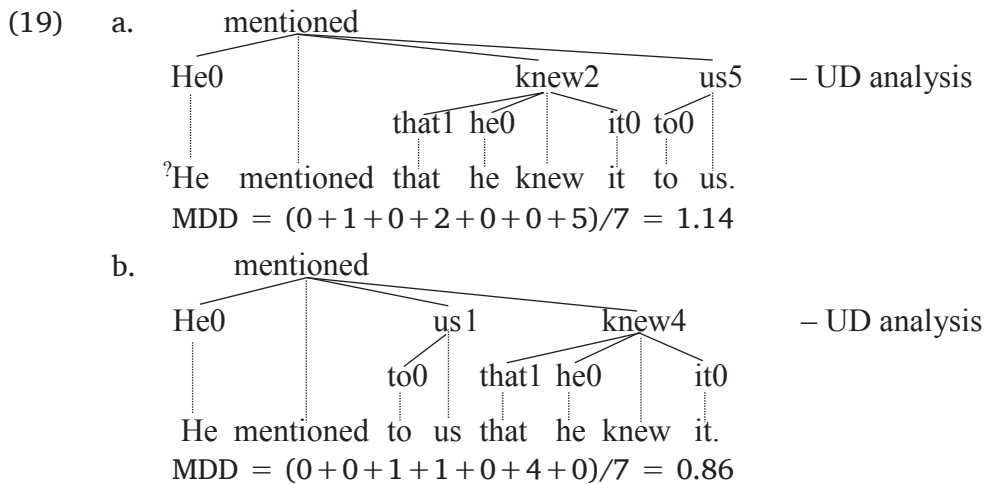 (19) a. mentioned
He0 knew2 us5 – UD analysis
that1 he0 it0 to0
?He mentioned that he knew it to us.
MDD = (0+1+0+2+0+0+5)/7 = 1.14
b. mentioned
He0 us1 knew4 – UD analysis
to0 that1 he0 it0
He mentioned to us that he knew it.
MDD = (0+0+1+1+0+4+0)/7 = 0.86